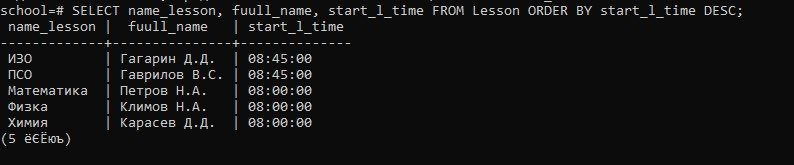 school=# SELECT name_lesson, fuull_name, start_l_time FROM Lesson ORDER BY start_l_time DESC;
name_lesson | fuull_name | start_l_time
-------------+---------------+--------------
ИЗО | Гагарин Д.Д. | 08:45:00
ПСО | Гаврилов В.С. | 08:45:00
Математика | Петров Н.А. | 08:00:00
Физка | Климов Н.А. | 08:00:00
Химия | Карасев Д.Д. | 08:00:00
(5 ёЄЁюъ)